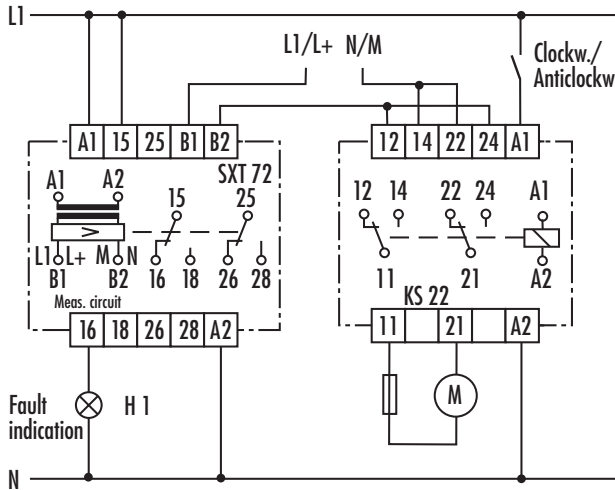 L1
L1/L+ N/M
Clockw./
Anticlockw
A1 15 25 B1 B2
12 14 22 24 A1
SXT 72
A1 A2 15 25
12 14 22 24 A1
>
L1 L+ M N
B1 B2 16 18 26 28
11 21 A2
Meas. circuit
KS 22
16 18 26 28 A2
11 21 A2
Fault
indication
H 1
M
N